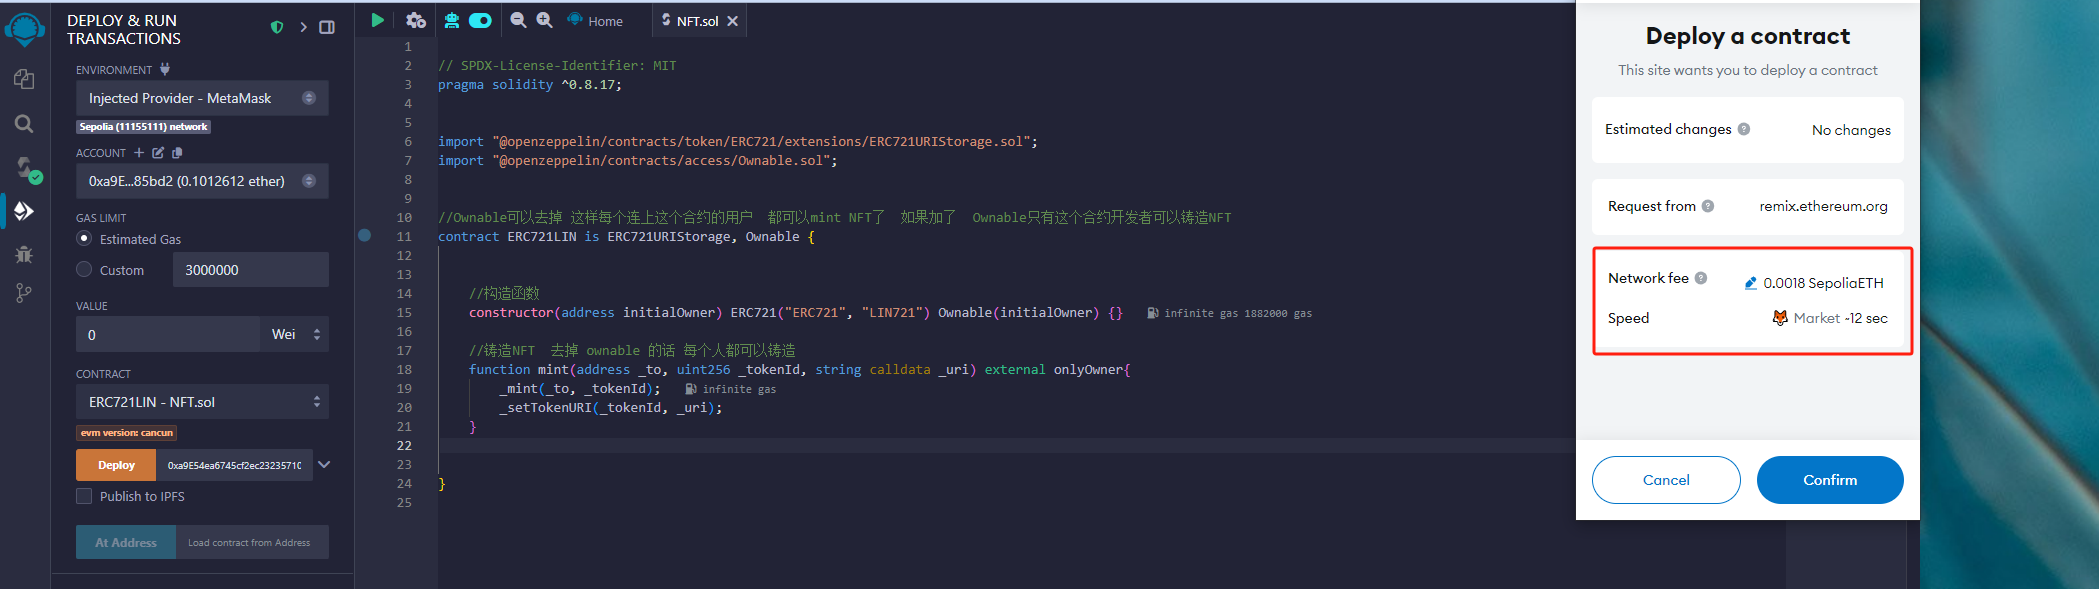 DEPLOY & RUN
TRANSACTIONS
ENVIRONMENT
Injected Provider - MetaMask
Sepolia (11155111) network
ACCOUNT
0xa9E...85bd2 (0.1012612 ether)
GAS LIMIT
Estimated Gas
Custom
3000000
VALUE
0
Wei
CONTRACT
ERC721LIN - NFT.sol
evm version: cancun
Deploy
0xa9E54ea6745cf2ec23235710
Publish to IPFS
At Address
Load contract from Address
Home
NFT.sol
1
2 // SPDX-License-Identifier: MIT
3 pragma solidity ^0.8.17;
4
5
6 import "@openzeppelin/contracts/token/ERC721/extensions/ERC721URIStorage.sol";
7 import "@openzeppelin/contracts/access/Ownable.sol";
8
9
10 //Ownable可以去掉 这样每个连上这个合约的用户 都可以mint NFT了 如果加了 Ownable只有这个合约开发者可以铸造NFT
11 contract ERC721LIN is ERC721URIStorage, Ownable {
12
13
14 //构造函数
15 constructor(address initialOwner) ERC721("ERC721", "LIN721") Ownable(initialOwner) {} infinite gas 1882000 gas
16
17 //铸造NFT 去掉 ownable 的话 每个人都可以铸造
18 function mint(address _to, uint256 _tokenId, string calldata _uri) external onlyOwner{
19 _mint(_to, _tokenId); infinite gas
20 _setTokenURI(_tokenId, _uri);
21 }
22
23
24 }
25
Deploy a contract
This site wants you to deploy a contract
Estimated changes ?
No changes
Request from ?
remix.ethereum.org
Network fee ?
0.0018 SepoliaETH
Speed
Market ~12 sec
Cancel
Confirm